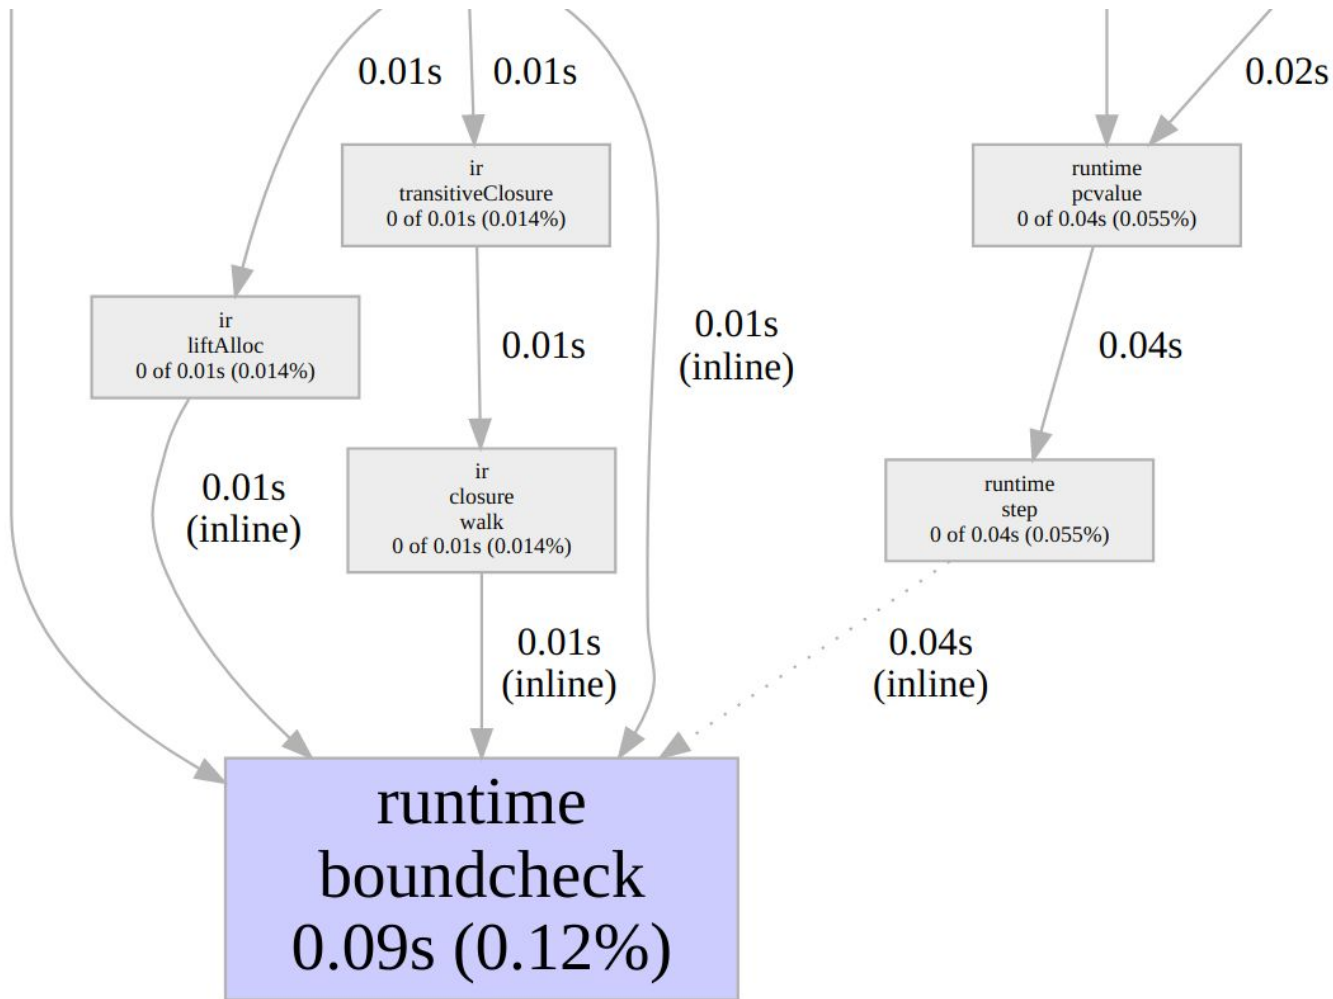 0.01s
0.01s
0.02s
ir
transitiveClosure
0 of 0.01s (0.014%)
runtime
pcvalue
0 of 0.04s (0.055%)
ir
liftAlloc
0 of 0.01s (0.014%)
0.01s
0.01s
(inline)
0.04s
0.01s
(inline)
ir
closure
walk
0 of 0.01s (0.014%)
runtime
step
0 of 0.04s (0.055%)
0.01s
(inline)
0.04s
(inline)
runtime
boundcheck
0.09s (0.12%)